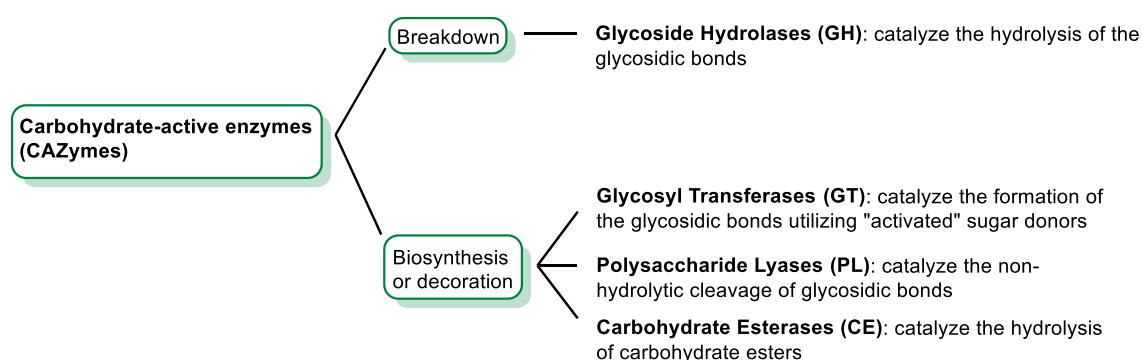 Breakdown
Glycoside Hydrolases (GH): catalyze the hydrolysis of the
glycosidic bonds
Carbohydrate-active enzymes
(CAZymes)
Glycosyl Transferases (GT): catalyze the formation of
the glycosidic bonds utilizing "activated" sugar donors
Biosynthesis
or decoration
Polysaccharide Lyases (PL): catalyze the non-
hydrolytic cleavage of glycosidic bonds
Carbohydrate Esterases (CE): catalyze the hydrolysis
of carbohydrate esters